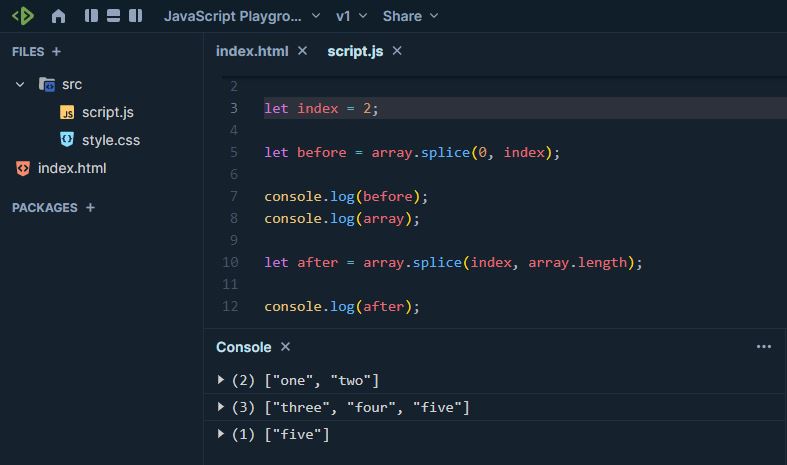 JavaScript Playgro... v1 Share
FILES +
src
JS script.js
style.css
index.html
PACKAGES +
index.html × script.js ×
2
3 let index = 2;
4
5 let before = array.splice(0, index);
6
7 console.log(before);
8 console.log(array);
9
10 let after = array.splice(index, array.length);
11
12 console.log(after);
Console × ...
(2) ["one", "two"]
(3) ["three", "four", "five"]
(1) ["five"]